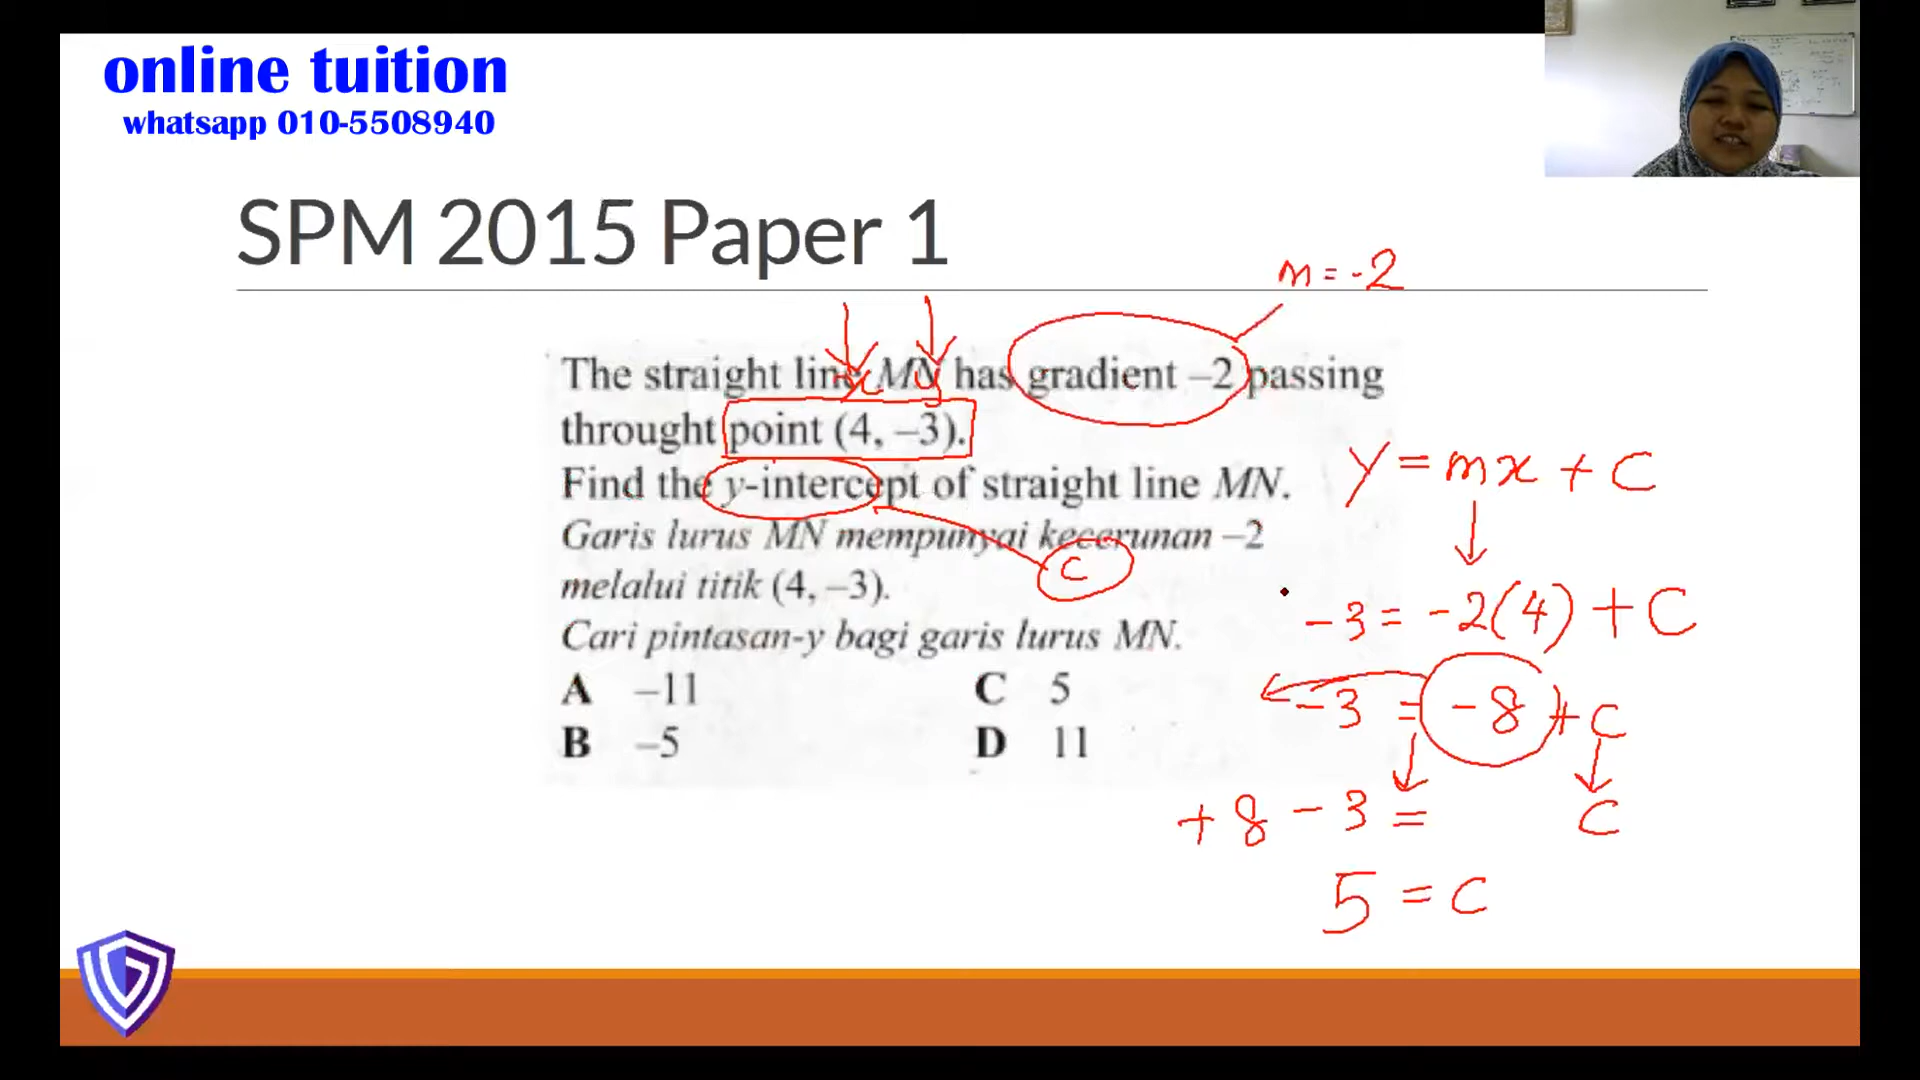 online tuition
whatsapp 010-5508940
SPM 2015 Paper 1
m = -2
x y
The straight line MN has gradient –2 passing
throught point (4, –3).
Find the y-intercept of straight line MN.
Garis lurus MN mempunyai kecerunan –2
melalui titik (4, –3).
Cari pintasan-y bagi garis lurus MN.
A –11
C 5
B –5
D 11
c
y = mx + c
-3 = -2(4) + c
-3 = -8 + c
+8 - 3 = c
5 = c